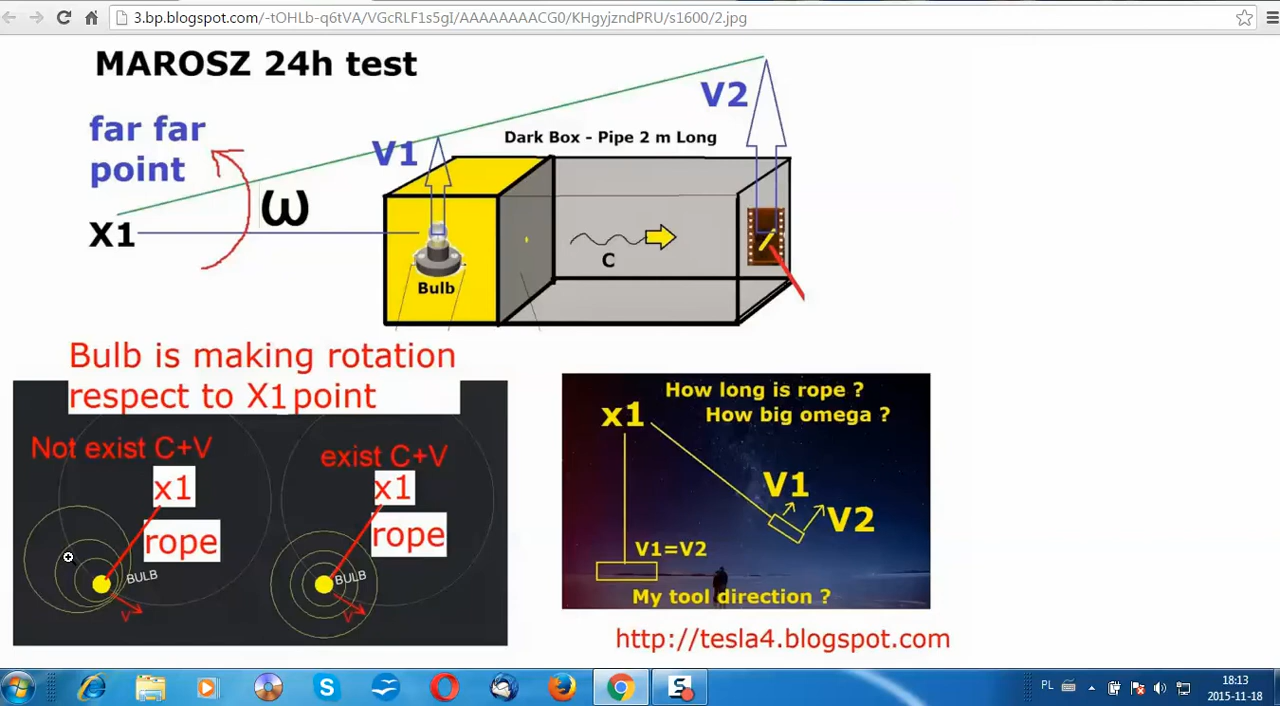 3.bp.blogspot.com/-tOHLb-q6tVA/VGcRLF1s5gI/AAAAAAAACG0/KHgyjzndPRU/s1600/2.jpg
MAROSZ 24h test
far far
point
X1
ω
V1
V2
Dark Box - Pipe 2 m Long
C
Bulb
Bulb is making rotation
respect to X1 point
Not exist C+V
x1
rope
BULB
V
exist C+V
x1
rope
BULB
V
How long is rope ?
How big omega ?
x1
V1
V2
V1=V2
My tool direction ?
http://tesla4.blogspot.com
PL
18:13
2015-11-18